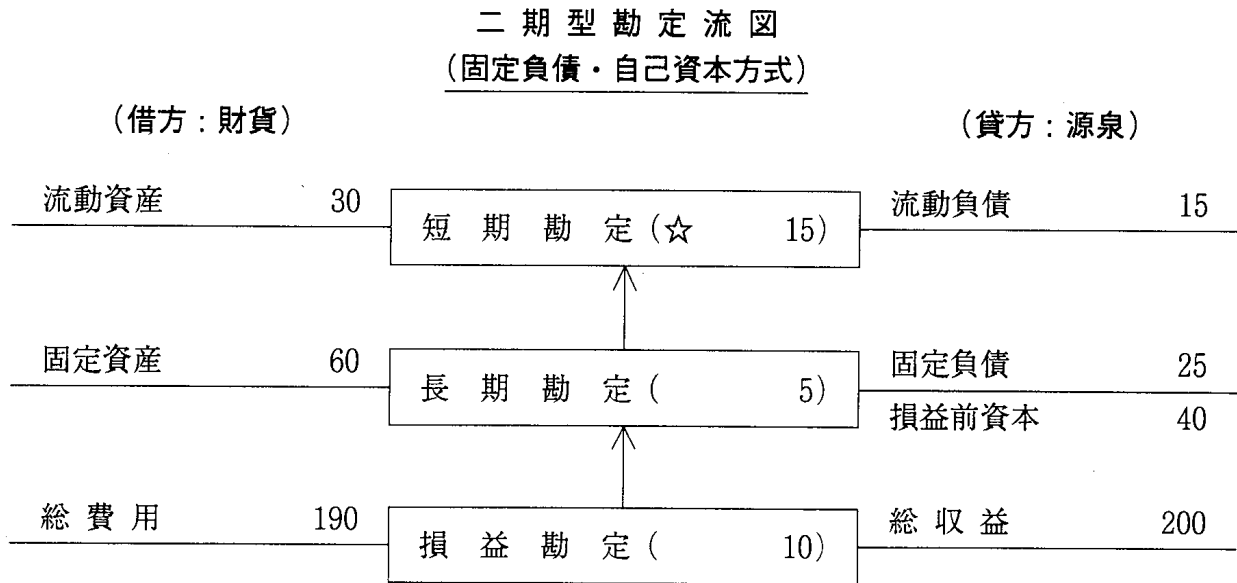 二期型勘定流図
（固定負債・自己資本方式）
（借方：財貨） （貸方：源泉）
流動資産 30 短期勘定（☆ 15） 流動負債 15
固定資産 60 長期勘定（ 5） 固定負債 25
損益前資本 40
総費用 190 損益勘定（ 10） 総収益 200